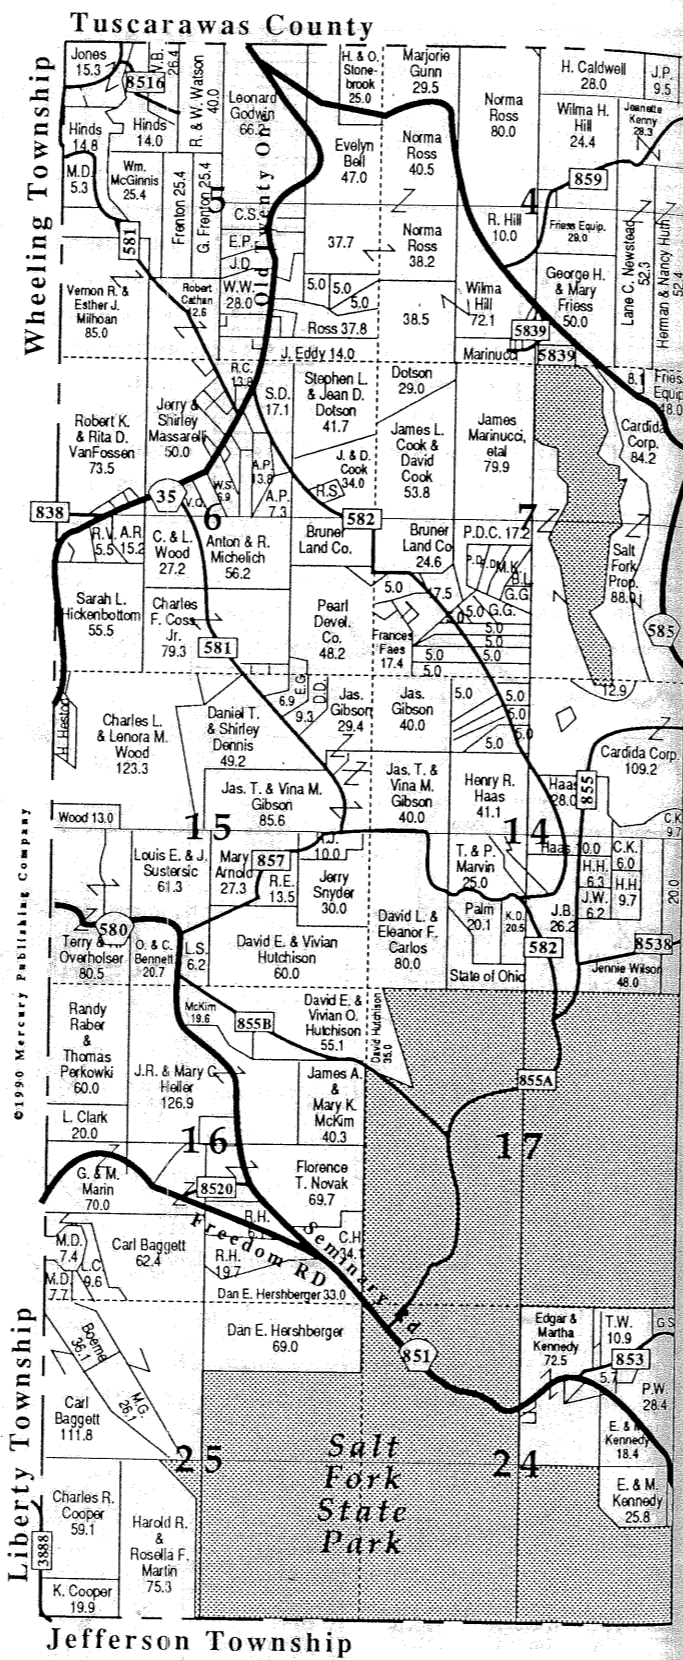 Tuscarawas County
Wheeling Township
Liberty Township
Jefferson Township
©1990 Mercury Publishing Company
Jones
15.3
8516
V.B.
26.4
R. & W. Watson
40.0
Leonard
Godwin
66.2
H. & O.
Stone-
brook
25.0
Marjorie
Gunn
29.5
Norma
Ross
80.0
H. Caldwell
28.0
J.P.
9.5
Hinds
14.8
Hinds
14.0
Evelyn
Bell
47.0
Norma
Ross
40.5
Wilma H.
Hill
24.4
Jeanette
Kenny
28.3
M.D.
5.3
Wm.
McGinnis
25.4
Frenton 25.4
G. Frenton 25.4
5
Old Twenty One
859
4
581
C.S.
E.P.
J.D.
37.7
Norma
Ross
38.2
R. Hill
10.0
Friess Equip.
29.0
Lane C. Newstead
52.3
Herman & Nancy Huth
52.4
Vernon R. &
Esther J.
Milhoan
85.0
Robert
Cathan
12.6
W.W.
28.0
5.0
5.0
5.0
Ross 37.8
38.5
Wilma
Hill
72.1
George H.
& Mary
Friess
50.0
5839
5839
J. Eddy 14.0
Marinucci
R.C.
13.8
S.D.
17.1
Stephen L.
& Jean D.
Dotson
41.7
Dotson
29.0
8.1
Friess
Equip.
48.0
Robert K.
& Rita D.
VanFossen
73.5
Jerry &
Shirley
Massarelli
50.0
James L.
Cook &
David
Cook
53.8
James
Marinucci,
etal
79.9
Cardida
Corp.
84.2
J. & D.
Cook
34.0
W.S.
6.9
A.P.
13.8
A.P.
7.3
R.S.
838
35
V.O.
6
582
7
R.V.
5.5
A.R.
15.2
C. & L.
Wood
27.2
Anton & R.
Michelich
56.2
Bruner
Land Co.
Bruner
Land Co
24.6
P.D.C. 17.2
P.D.
R.D.
M.K.
B.L.
G.G.
G.G.
Salt
Fork
Prop.
88.0
Sarah L.
Hickenbottom
55.5
Charles
F. Coss,
Jr.
79.3
581
Pearl
Devel.
Co.
48.2
5.0
7.5
5.0
5.0
5.0
5.0
5.0
5.0
5.0
Frances
Faes
17.4
585
12.9
H. Heston
Charles L.
& Lenora M.
Wood
123.3
Daniel T.
& Shirley
Dennis
49.2
6.9
E.G.
9.3
D.D.
Jas.
Gibson
29.4
Jas.
Gibson
40.0
5.0
5.0
5.0
5.0
5.0
Cardida Corp.
109.2
Jas. T. & Vina M.
Gibson
85.6
Jas. T. &
Vina M.
Gibson
40.0
Henry R.
Haas
41.1
Haas
28.0
855
C.K.
9.7
Wood 13.0
15
14
Louis E. & J.
Sustersic
61.3
Mary
Arnold
27.3
857
10.0
R.E.
13.5
Jerry
Snyder
30.0
T. & P.
Marvin
25.0
Haas 10.0
C.K.
6.0
H.H.
6.3
H.H.
9.7
J.W.
6.2
20.0
580
David L. &
Eleanor F.
Carlos
80.0
Palm
20.1
K.D.
20.5
J.B.
26.2
582
8538
Terry &
Overholser
80.5
O. & C.
Bennett
20.7
L.S.
6.2
David E. & Vivian
Hutchison
60.0
State of Ohio
Jennie Wilson
48.0
Randy
Raber
&
Thomas
Perkowki
60.0
McKim
19.6
855B
David E. &
Vivian O.
Hutchison
55.1
David Hutchison
35.0
J.R. & Mary G
Heller
126.9
James A.
&
Mary K.
McKim
40.3
855A
L. Clark
20.0
16
17
G. & M.
Marin
70.0
8520
Florence
T. Novak
69.7
M.D.
7.4
Carl Baggett
62.4
R.H.
Freedom RD
Seminary Rd
C.H.
34.1
M.D.
7.7
L.C.
9.6
R.H.
19.7
Dan E. Hershberger 33.0
Boehne
36.1
Dan E. Hershberger
69.0
851
Edgar &
Martha
Kennedy
72.5
T.W.
10.9
G.S.
853
5.7
P.W.
28.4
Carl
Baggett
111.8
M.G.
26.1
E. & M.
Kennedy
18.4
25
24
Salt
Fork
State
Park
Charles R.
Cooper
59.1
E. & M.
Kennedy
25.8
3888
Harold R.
&
Rosella F.
Martin
75.3
K. Cooper
19.9